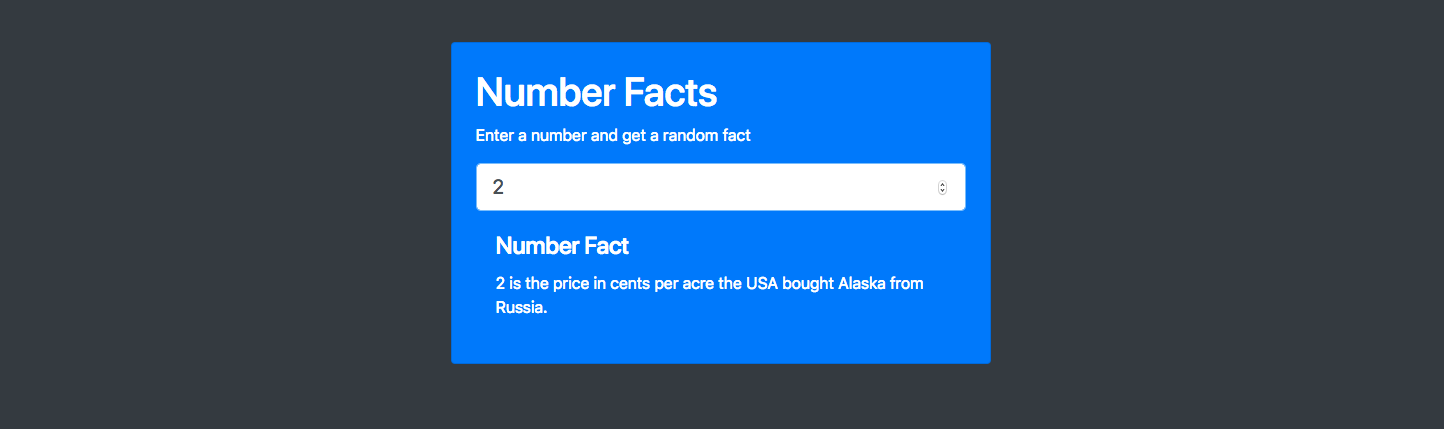 Number Facts
Enter a number and get a random fact
2
Number Fact
2 is the price in cents per acre the USA bought Alaska from
Russia.